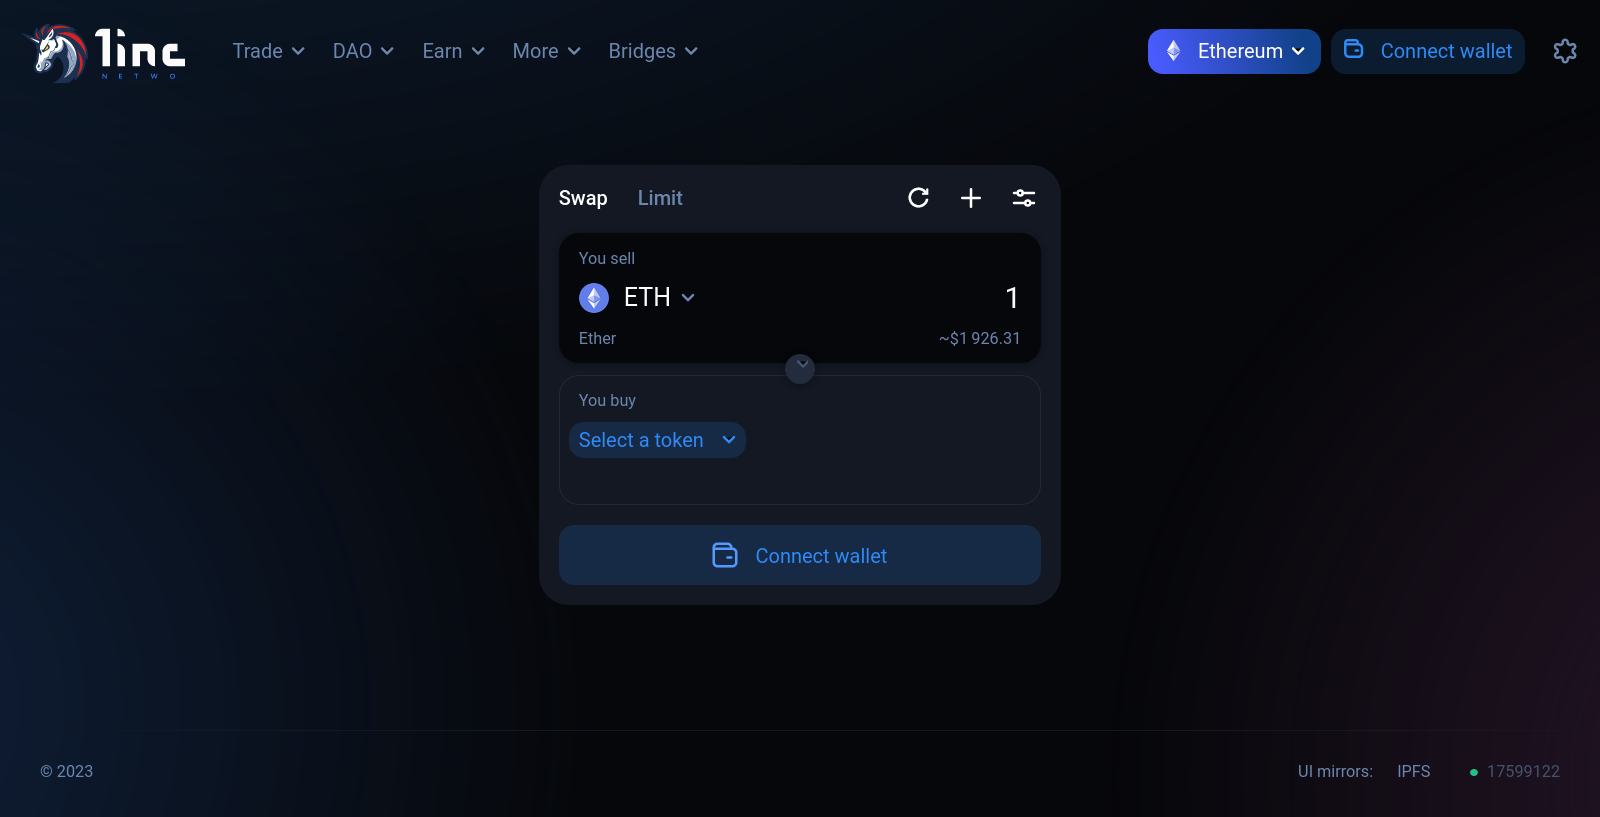 1inc
NETWO
Trade
DAO
Earn
More
Bridges
Ethereum
Connect wallet
Swap
Limit
You sell
ETH
1
Ether
~$1 926.31
You buy
Select a token
Connect wallet
© 2023
UI mirrors:
IPFS
17599122